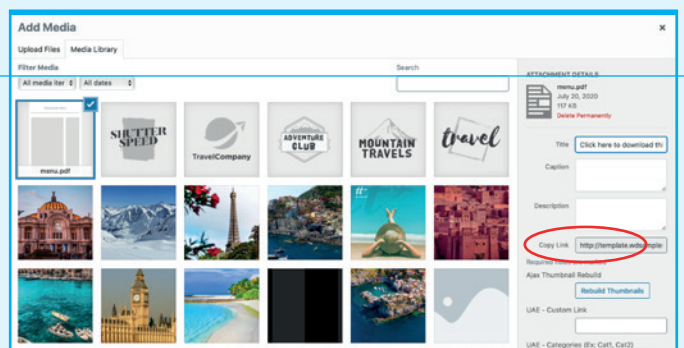 Add Media
×
Upload Files Media Library
Filter Media
Search
All media iter All dates
menu.pdf
SHUTTER
SPEED
TravelCompany
ADVENTURE
CLUB
MOUNTAIN
TRAVELS
travel
tt-
ATTACHMENT DETAILS
menu.pdf
July 20, 2020
117 KB
Delete Permanently
Title Click here to download th
Caption
Description
Copy Link http://template.wdsimple
Required fields are marked
Ajax Thumbnail
Rebuild
Rebuild Thumbnails
UAE - Custom Link
UAE - Categories (Ex: Cat1, Cat2)